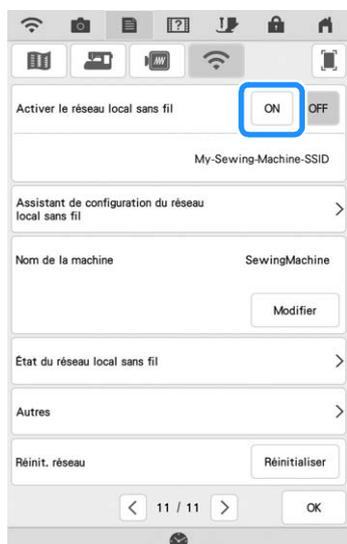 Activer le réseau local sans fil
ON
OFF
My-Sewing-Machine-SSID
Assistant de configuration du réseau
local sans fil
Nom de la machine
SewingMachine
Modifier
État du réseau local sans fil
Autres
Réinit. réseau
Réinitialiser
11 / 11
OK